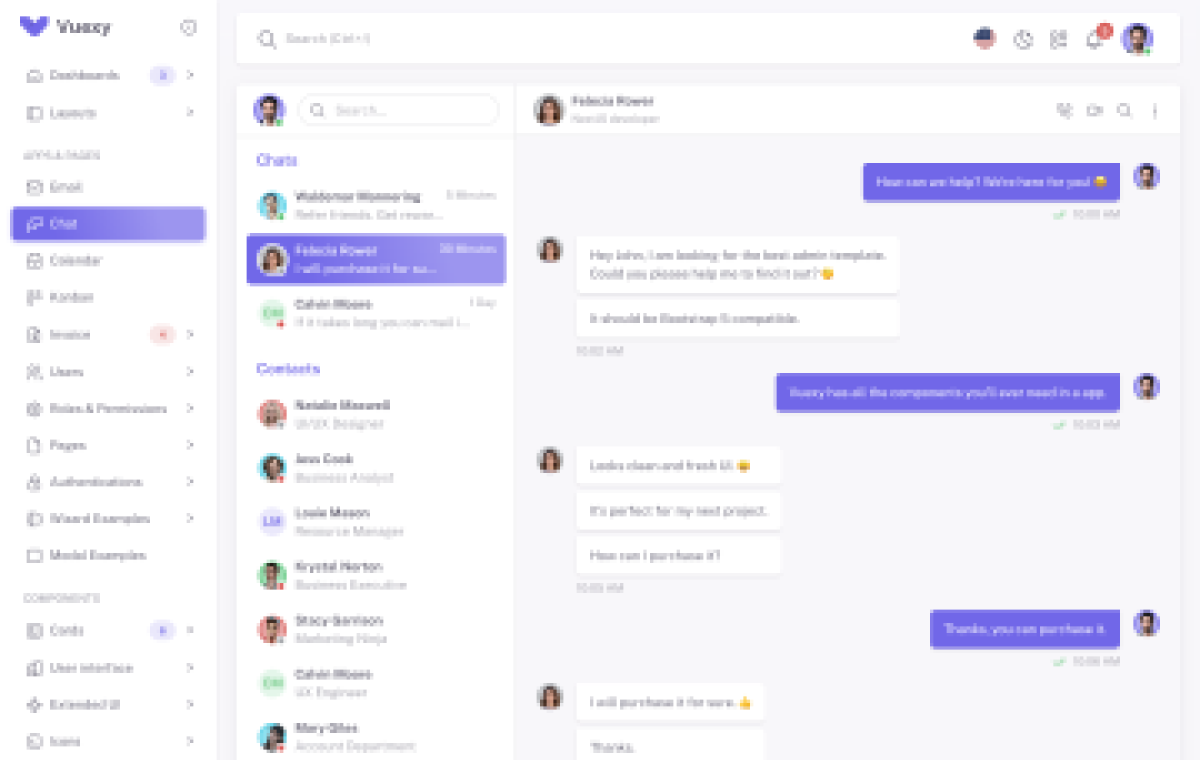 Vuexy
Search (Ctrl+/)
Dashboards
Layouts
APPS & PAGES
Email
Chat
Calendar
Kanban
Invoice
Users
Roles & Permissions
Pages
Authentications
Wizard Examples
Modal Examples
COMPONENTS
Cards
User interface
Extended UI
Icons
Search...
Chats
Waldemar Mannering
5 Minutes
Refer friends. Get rewar...
Felecia Rower
30 Minutes
I will purchase it for su...
Calvin Moore
1 Day
If it takes long you can mail i...
Contacts
Natalie Maxwell
UI/UX Designer
Jess Cook
Business Analyst
LM
Louie Mason
Resource Manager
Krystal Norton
Business Executive
Stacy Garrison
Marketing Ninja
CM
Calvin Moore
UX Engineer
Mary Giles
Account Department
Felecia Rower
NextJS developer
How can we help? We're here for you! 😄
10:00 AM
Hey John, I am looking for the best admin template.
Could you please help me to find it out? 🤔
It should be Bootstrap 5 compatible.
10:02 AM
Vuexy has all the components you'll ever need in a app.
10:03 AM
Looks clean and fresh UI. 😃
It's perfect for my next project.
How can I purchase it?
10:05 AM
Thanks, you can purchase it.
10:06 AM
I will purchase it for sure. 👍
Thanks.